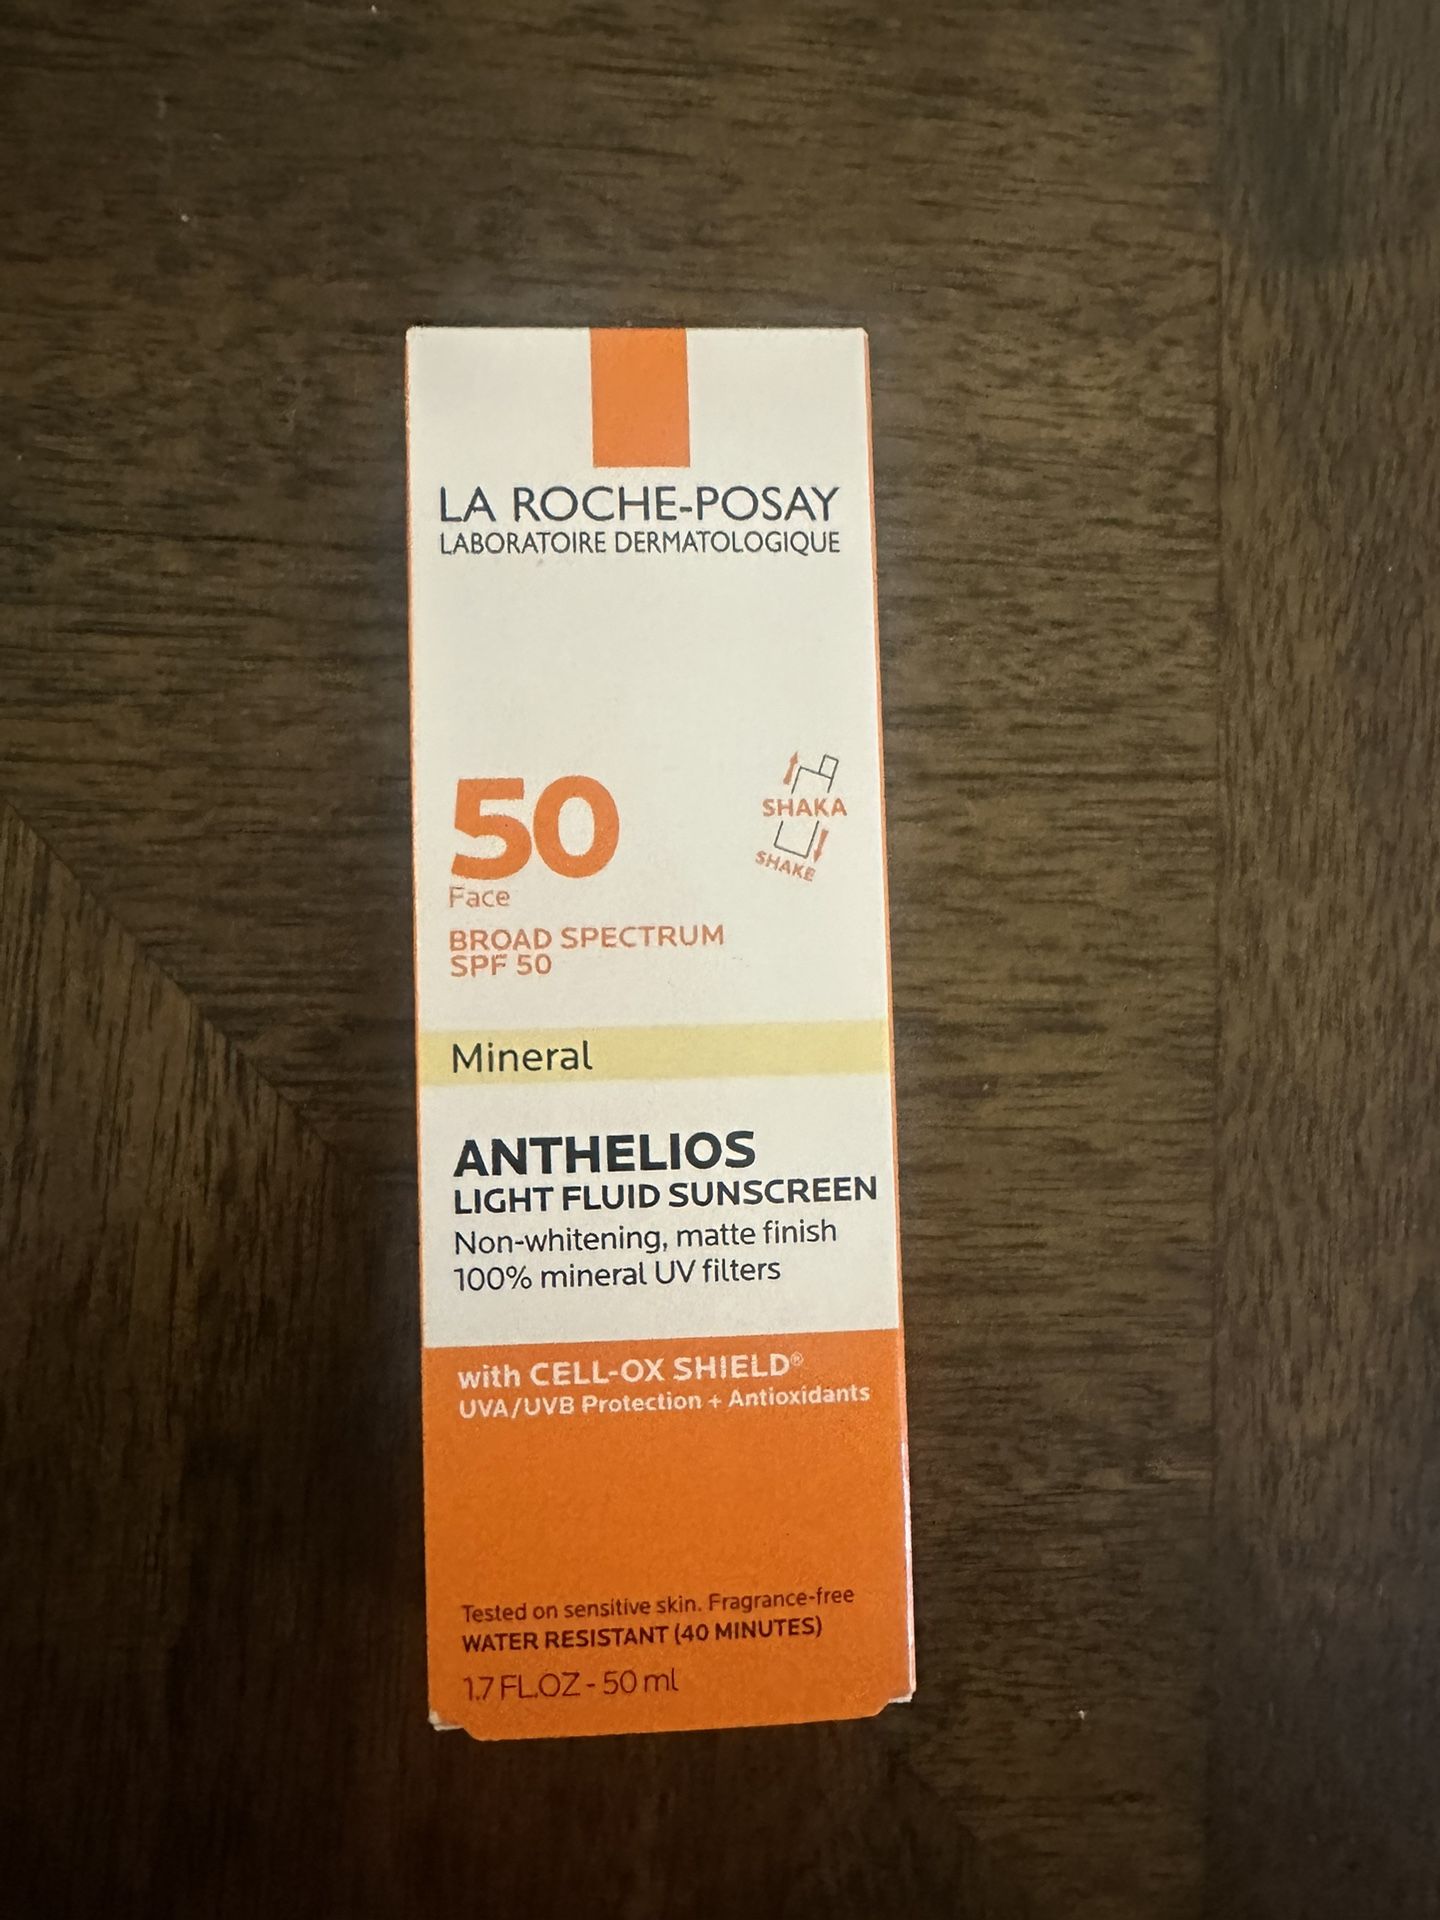 LA ROCHE-POSAY
LABORATOIRE DERMATOLOGIQUE
50
SHAKA
SHAKE
Face
BROAD SPECTRUM
SPF 50
Mineral
ANTHELIOS
LIGHT FLUID SUNSCREEN
Non-whitening, matte finish
100% mineral UV filters
with CELL-OX SHIELD®
UVA/UVB Protection + Antioxidants
Tested on sensitive skin. Fragrance-free
WATER RESISTANT (40 MINUTES)
1.7 FL.OZ - 50 ml